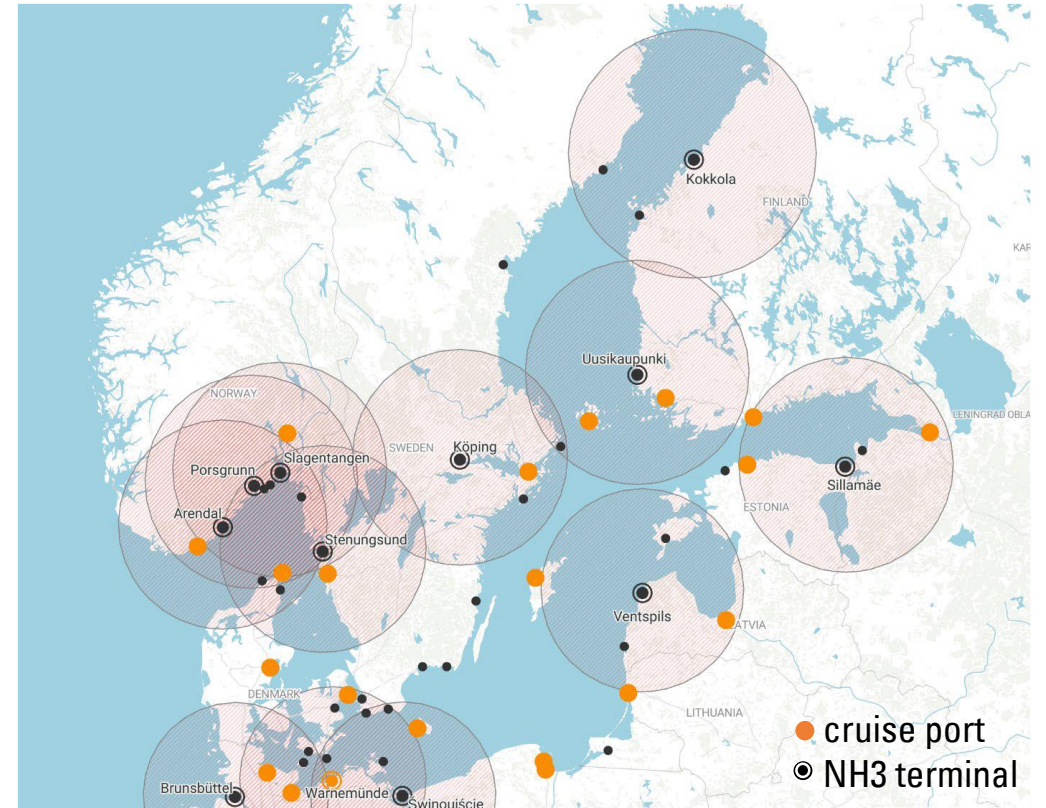 Kokkola
FINLAND
KAR
Uusikaupunki
NORWAY
LENINGRAD OBLA
SWEDEN
Köping
Slagentangen
Porsgrunn
Sillamäe
Arendal
ESTONIA
Stenungsund
Ventspils
LATVIA
DENMARK
LITHUANIA
cruise port
NH3 terminal
Brunsbüttel
Warnemünde
Swinoujście